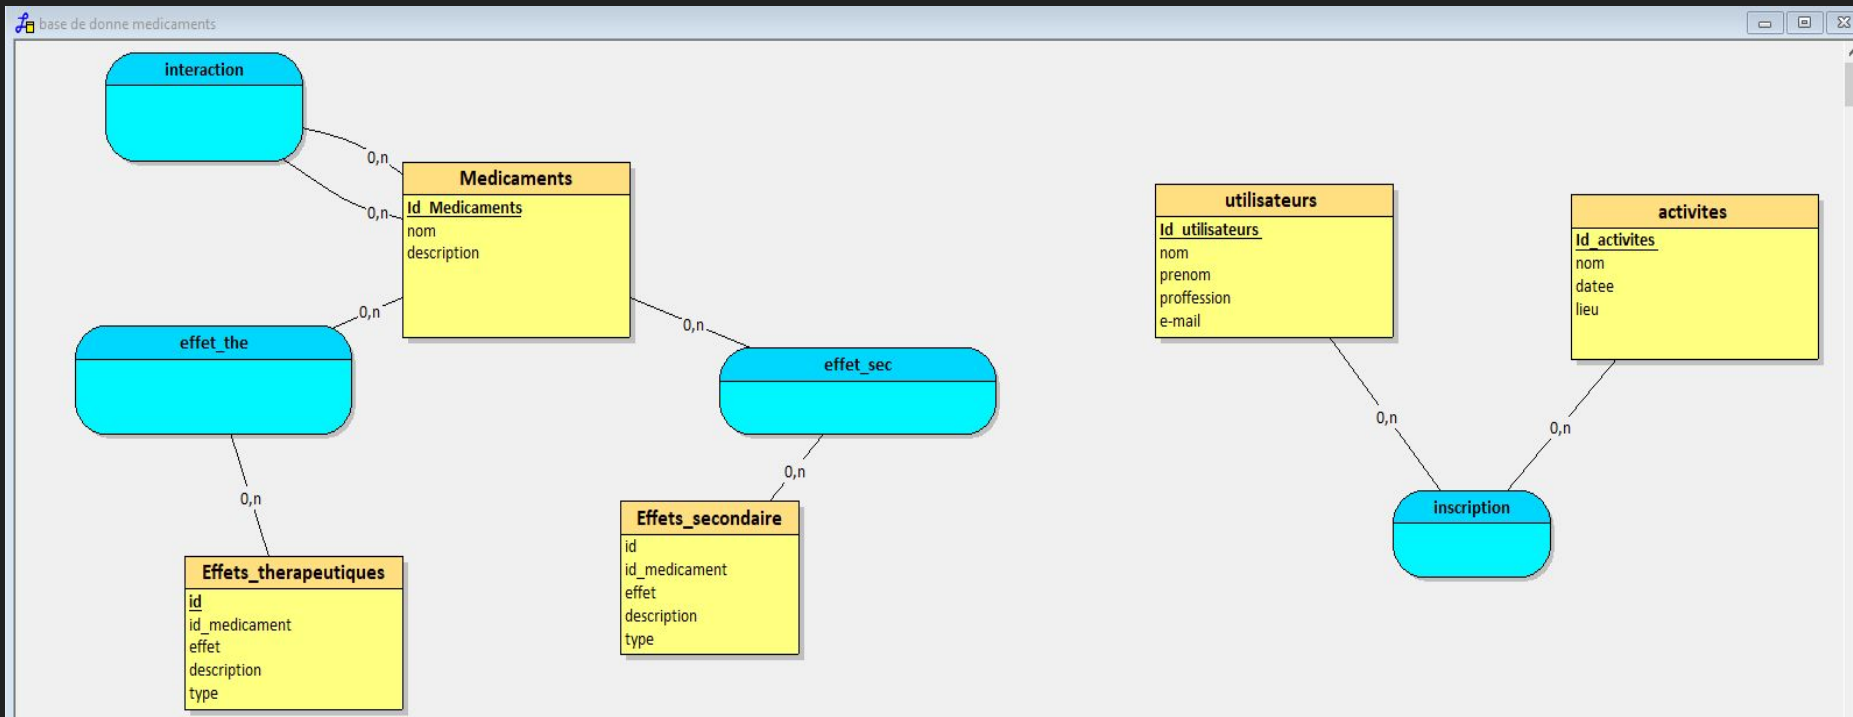 base de donne medicaments
interaction
0,n
0,n
Medicaments
Id_Medicaments
nom
description
0,n
0,n
effet_the
effet_sec
0,n
0,n
Effets_therapeutiques
id
id_medicament
effet
description
type
Effets_secondaire
id
id_medicament
effet
description
type
utilisateurs
Id_utilisateurs
nom
prenom
proffession
e-mail
activites
Id_activites
nom
datee
lieu
0,n
0,n
inscription